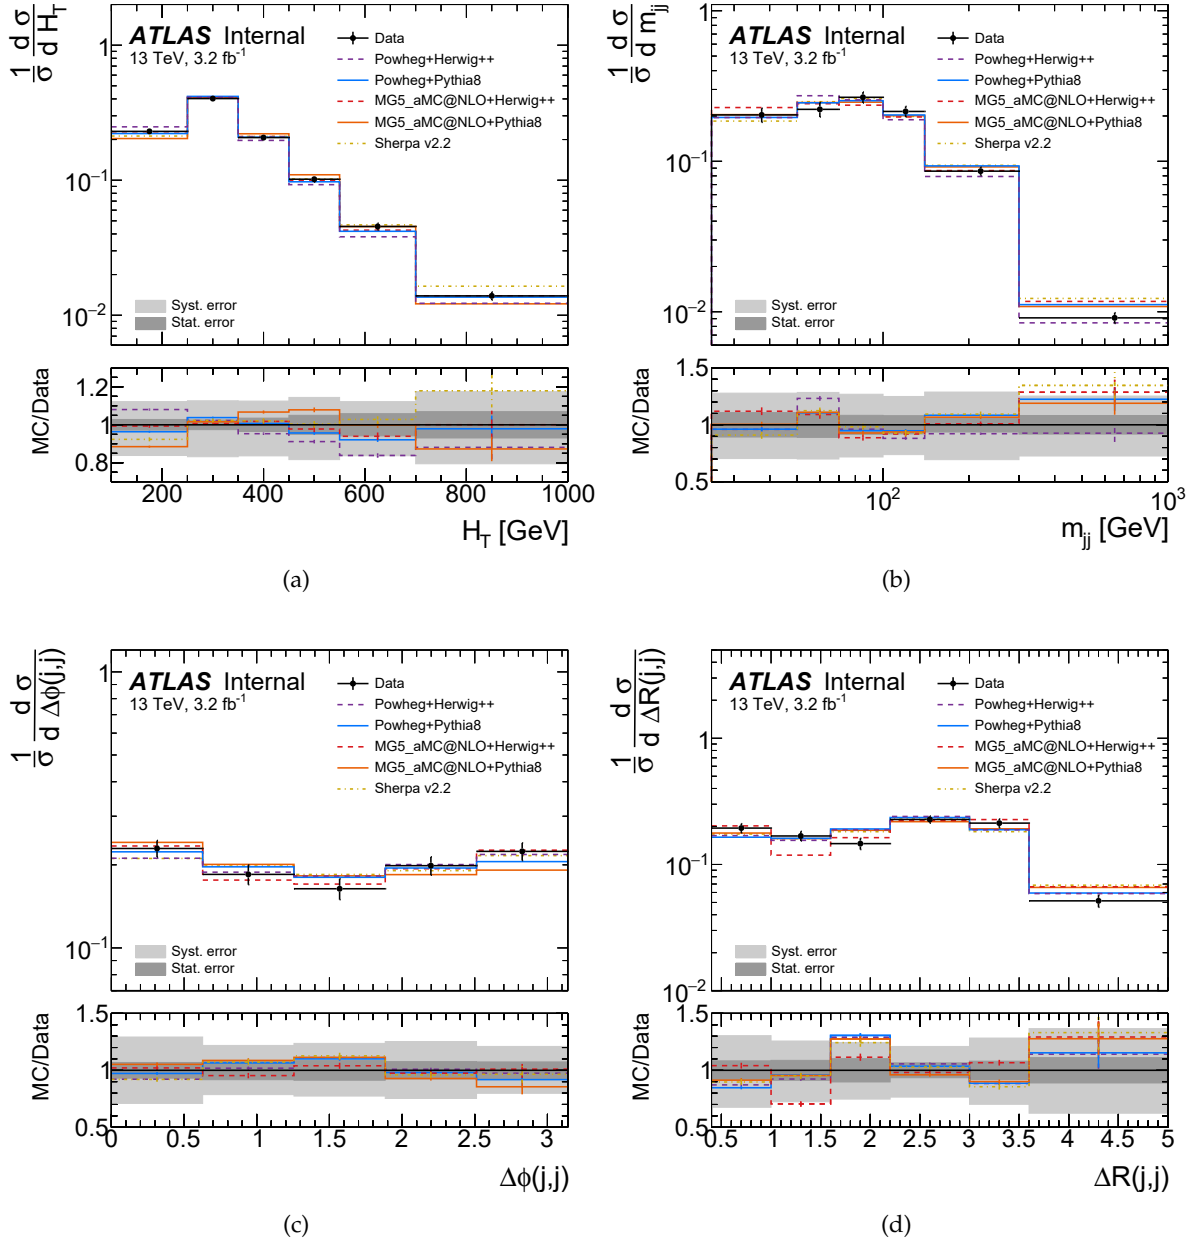 1/σ d σ/d H_T
ATLAS Internal
13 TeV, 3.2 fb⁻¹
Data
Powheg+Herwig++
Powheg+Pythia8
MG5_aMC@NLO+Herwig++
MG5_aMC@NLO+Pythia8
Sherpa v2.2
1
10⁻¹
10⁻²
Syst. error
Stat. error
MC/Data
1.2
1
0.8
200 400 600 800 1000
H_T [GeV]
(a)
1/σ d σ/d m_jj
ATLAS Internal
13 TeV, 3.2 fb⁻¹
Data
Powheg+Herwig++
Powheg+Pythia8
MG5_aMC@NLO+Herwig++
MG5_aMC@NLO+Pythia8
Sherpa v2.2
1
10⁻¹
10⁻²
Syst. error
Stat. error
MC/Data
1.5
1
0.5
10² 10³
m_jj [GeV]
(b)
1/σ d σ/d Δϕ(j,j)
ATLAS Internal
13 TeV, 3.2 fb⁻¹
Data
Powheg+Herwig++
Powheg+Pythia8
MG5_aMC@NLO+Herwig++
MG5_aMC@NLO+Pythia8
Sherpa v2.2
1
10⁻¹
Syst. error
Stat. error
MC/Data
1.5
1
0.5
0 0.5 1 1.5 2 2.5 3
Δϕ(j,j)
(c)
1/σ d σ/d ΔR(j,j)
ATLAS Internal
13 TeV, 3.2 fb⁻¹
Data
Powheg+Herwig++
Powheg+Pythia8
MG5_aMC@NLO+Herwig++
MG5_aMC@NLO+Pythia8
Sherpa v2.2
1
10⁻¹
10⁻²
Syst. error
Stat. error
MC/Data
1.5
1
0.5
0.5 1 1.5 2 2.5 3 3.5 4 4.5 5
ΔR(j,j)
(d)